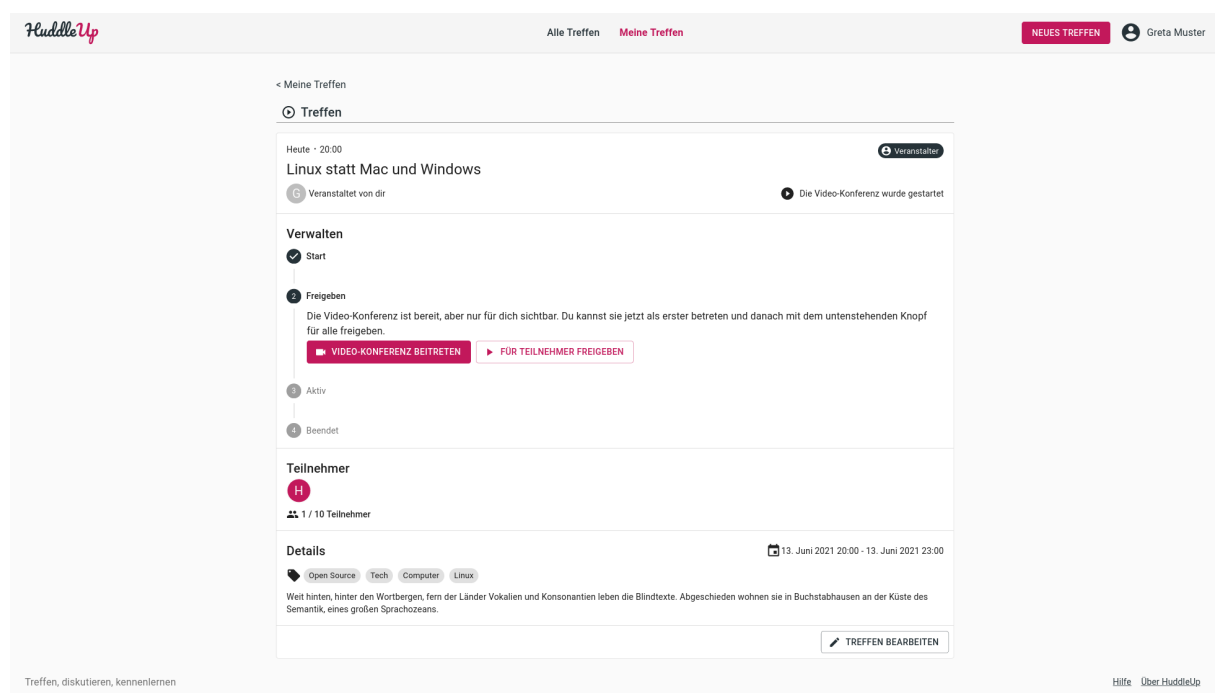 HuddleUp
Alle Treffen Meine Treffen
NEUES TREFFEN Greta Muster
< Meine Treffen
Treffen
Heute · 20:00
Veranstalter
Linux statt Mac und Windows
G Veranstaltet von dir
Die Video-Konferenz wurde gestartet
Verwalten
Start
2 Freigeben
Die Video-Konferenz ist bereit, aber nur für dich sichtbar. Du kannst sie jetzt als erster betreten und danach mit dem untenstehenden Knopf
für alle freigeben.
VIDEO-KONFERENZ BEITRETEN FÜR TEILNEHMER FREIGEBEN
3 Aktiv
4 Beendet
Teilnehmer
H
1 / 10 Teilnehmer
Details
13. Juni 2021 20:00 - 13. Juni 2021 23:00
Open Source Tech Computer Linux
Weit hinten, hinter den Wortbergen, fern der Länder Vokalien und Konsonantien leben die Blindtexte. Abgeschieden wohnen sie in Buchstabhausen an der Küste des
Semantik, eines großen Sprachozeans.
TREFFEN BEARBEITEN
Treffen, diskutieren, kennenlernen
Hilfe Über HuddleUp